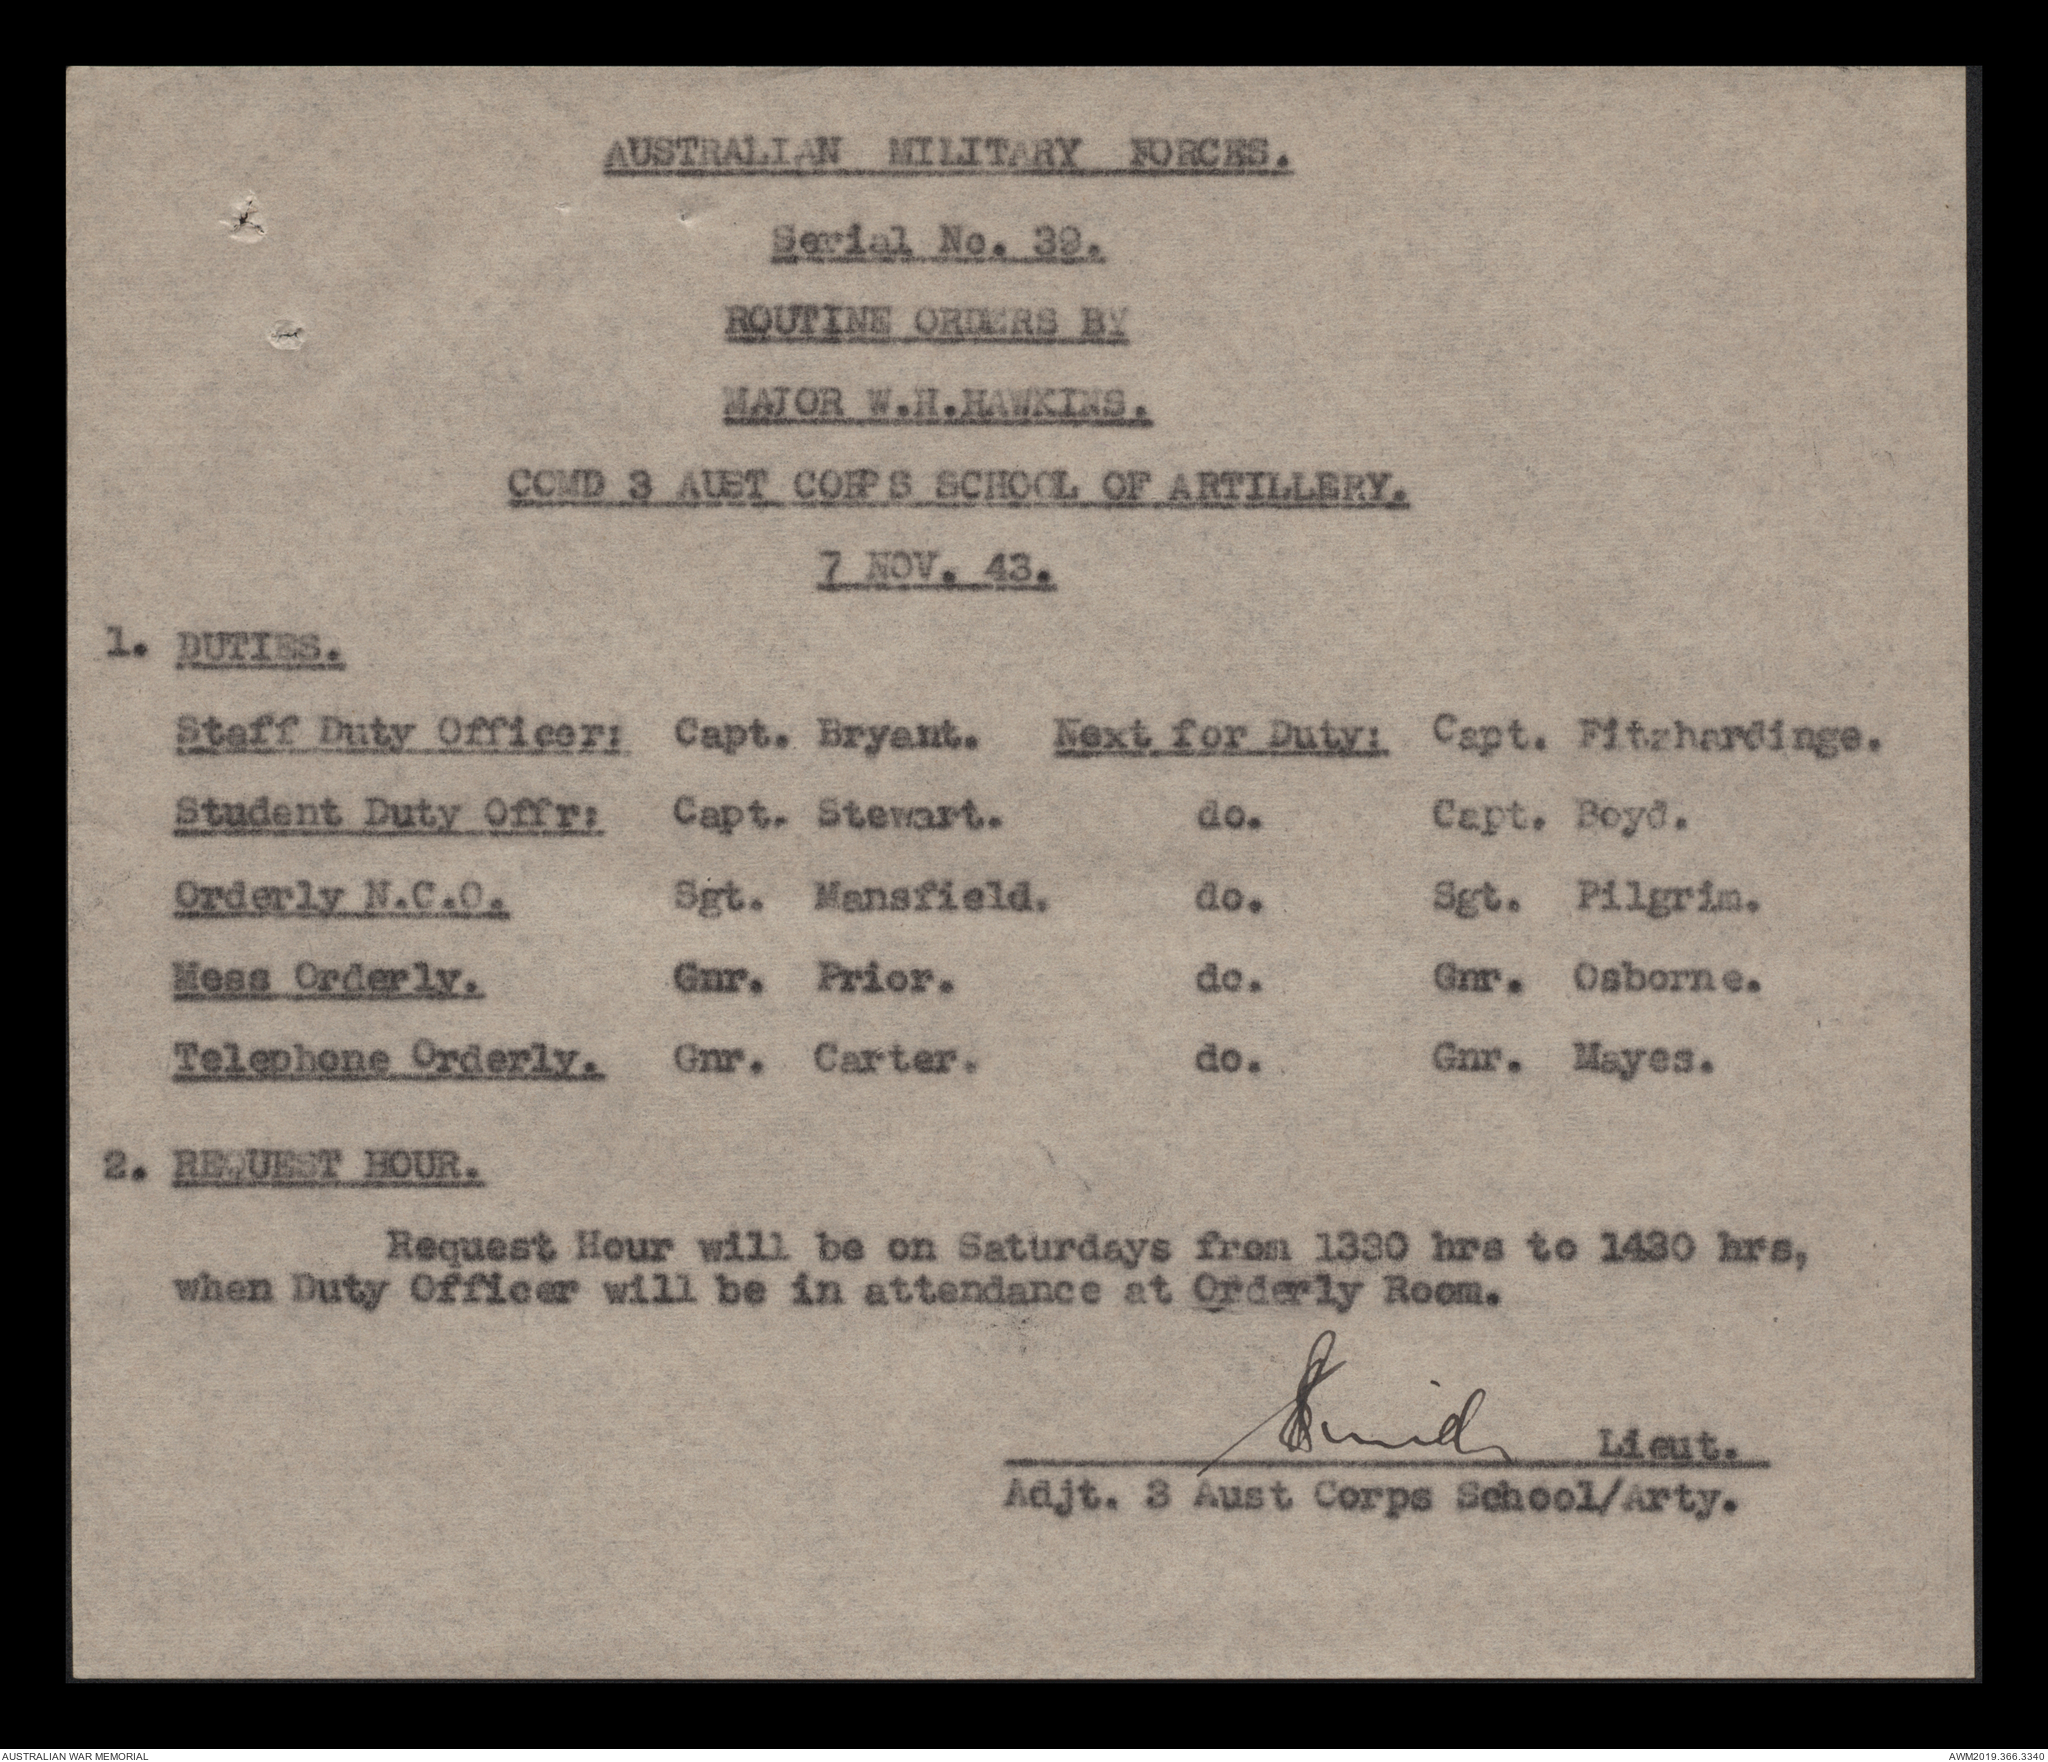 AUSTRALIAN MILITARY FORCES.
Serial No. 39.
ROUTINE ORDERS BY
MAJOR W.H.HAWKINS.
COMD 3 AUST CORPS SCHOOL OF ARTILLERY.
7 NOV. 43.
1. DUTIES.
Staff Duty Officer: Capt. Bryant. Next for Duty: Capt. Fitzhardinge.
Student Duty Offr: Capt. Stewart. do. Capt. Boyd.
Orderly N.C.O. Sgt. Mansfield. do. Sgt. Pilgrim.
Mess Orderly. Gnr. Prior. do. Gnr. Osborne.
Telephone Orderly. Gnr. Carter. do. Gnr. Mayes.
2. REQUEST HOUR.
Request Hour will be on Saturdays from 1330 hrs to 1430 hrs,
when Duty Officer will be in attendance at Orderly Room.
Lieut.
Adjt. 3 Aust Corps School/Arty.
AUSTRALIAN WAR MEMORIAL
AWM2019.366.3340